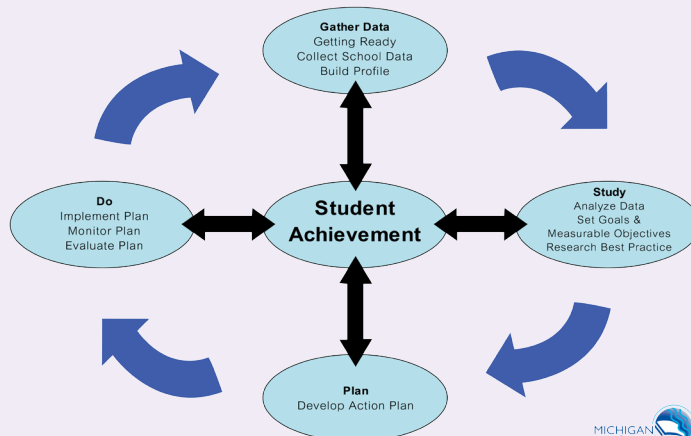 Gather Data
Getting Ready
Collect School Data
Build Profile
Do
Implement Plan
Monitor Plan
Evaluate Plan
Student
Achievement
Study
Analyze Data
Set Goals &
Measurable Objectives
Research Best Practice
Plan
Develop Action Plan
MICHIGAN